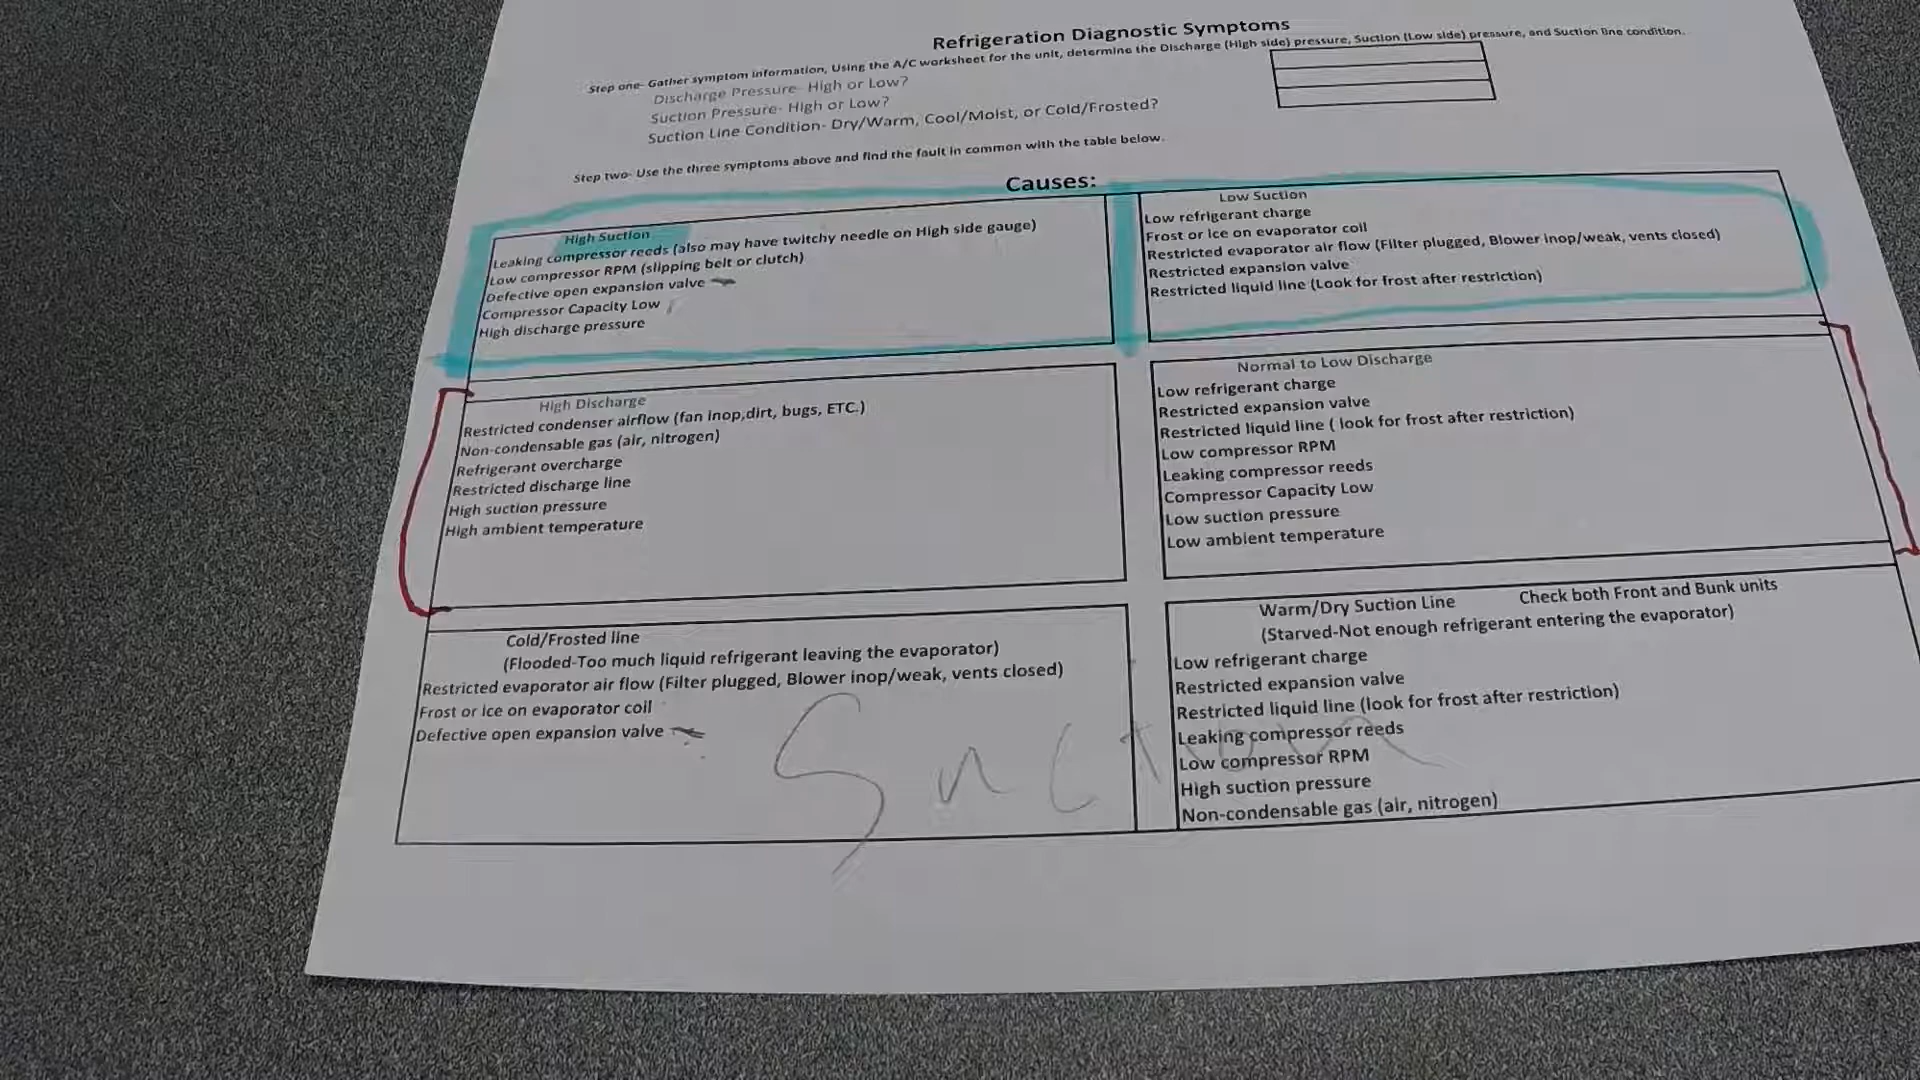 Refrigeration Diagnostic Symptoms
Step one- Gather symptom information, Using the A/C worksheet for the unit, determine the Discharge (High side) pressure, Suction (Low side) pressure, and Suction line condition.
Discharge Pressure- High or Low?
Suction Pressure- High or Low?
Suction Line Condition- Dry/Warm, Cool/Moist, or Cold/Frosted?
Step two- Use the three symptoms above and find the fault in common with the table below.
Causes:
High Suction
Leaking compressor reeds (also may have twitchy needle on High side gauge)
Low compressor RPM (slipping belt or clutch)
Defective open expansion valve
Compressor Capacity Low
High discharge pressure
Low Suction
Low refrigerant charge
Frost or ice on evaporator coil
Restricted evaporator air flow (Filter plugged, Blower inop/weak, vents closed)
Restricted expansion valve
Restricted liquid line (Look for frost after restriction)
High Discharge
Restricted condenser airflow (fan inop,dirt, bugs, ETC.)
Non-condensable gas (air, nitrogen)
Refrigerant overcharge
Restricted discharge line
High suction pressure
High ambient temperature
Normal to Low Discharge
Low refrigerant charge
Restricted expansion valve
Restricted liquid line ( look for frost after restriction)
Low compressor RPM
Leaking compressor reeds
Compressor Capacity Low
Low suction pressure
Low ambient temperature
Cold/Frosted line
(Flooded-Too much liquid refrigerant leaving the evaporator)
Restricted evaporator air flow (Filter plugged, Blower inop/weak, vents closed)
Frost or ice on evaporator coil
Defective open expansion valve
Warm/Dry Suction Line Check both Front and Bunk units
(Starved-Not enough refrigerant entering the evaporator)
Low refrigerant charge
Restricted expansion valve
Restricted liquid line (look for frost after restriction)
Leaking compressor reeds
Low compressor RPM
High suction pressure
Non-condensable gas (air, nitrogen)
Suction